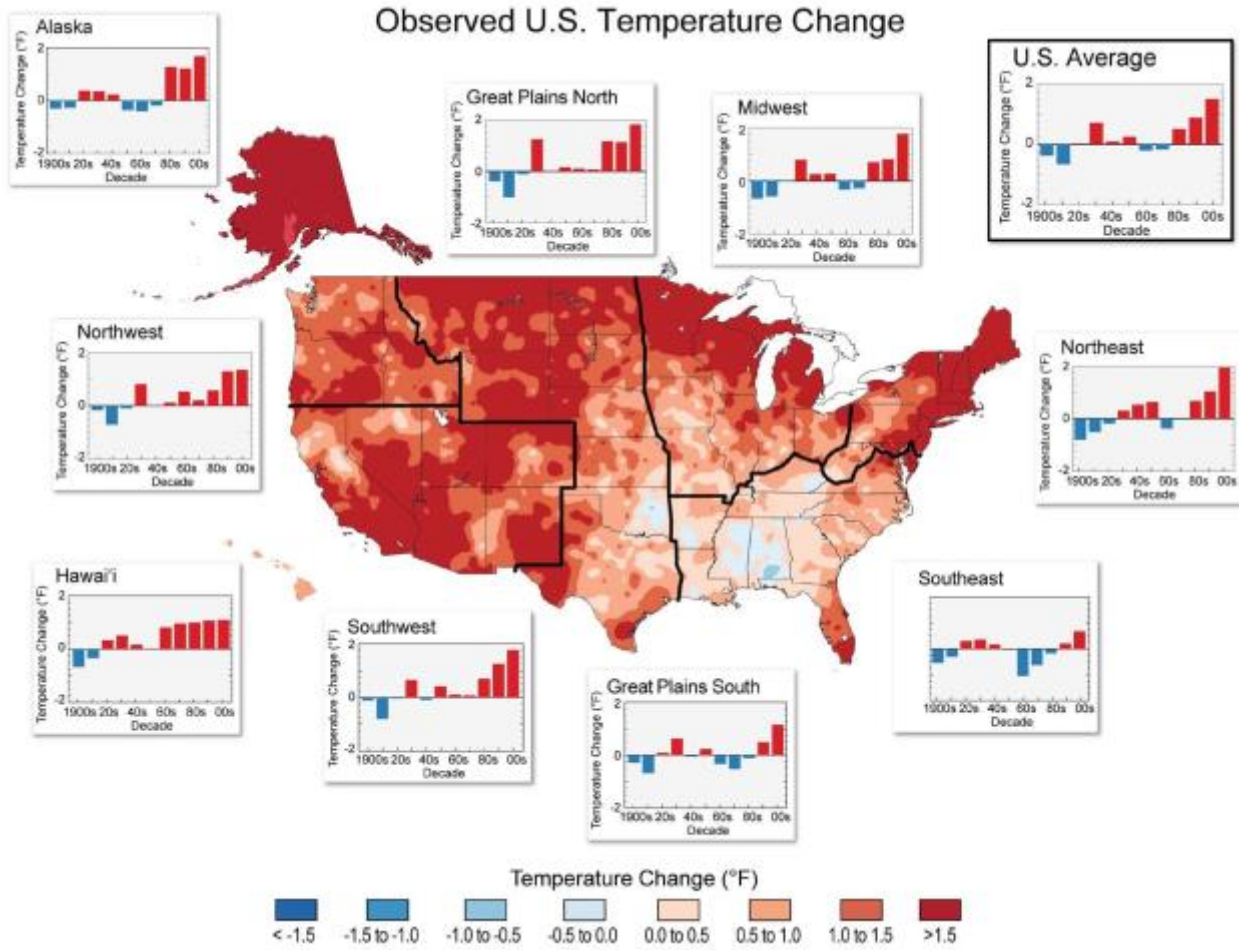 Observed U.S. Temperature Change
Alaska
Temperature Change (°F)
2
0
-2
1900s 20s 40s 60s 80s 00s
Decade
Great Plains North
Temperature Change (°F)
2
0
-2
1900s 20s 40s 60s 80s 00s
Decade
Midwest
Temperature Change (°F)
2
0
-2
1900s 20s 40s 60s 80s 00s
Decade
U.S. Average
Temperature Change (°F)
2
0
-2
1900s 20s 40s 60s 80s 00s
Decade
Northwest
Temperature Change (°F)
2
0
-2
1900s 20s 40s 60s 80s 00s
Decade
Northeast
Temperature Change (°F)
2
0
-2
1900s 20s 40s 60s 80s 00s
Decade
Hawai'i
Temperature Change (°F)
2
0
-2
1900s 20s 40s 60s 80s 00s
Decade
Southwest
Temperature Change (°F)
2
0
-2
1900s 20s 40s 60s 80s 00s
Decade
Great Plains South
Temperature Change (°F)
2
0
-2
1900s 20s 40s 60s 80s 00s
Decade
Southeast
1900s 20s 40s 60s 80s 00s
Decade
Temperature Change (°F)
< -1.5 -1.5 to -1.0 -1.0 to -0.5 -0.5 to 0.0 0.0 to 0.5 0.5 to 1.0 1.0 to 1.5 >1.5